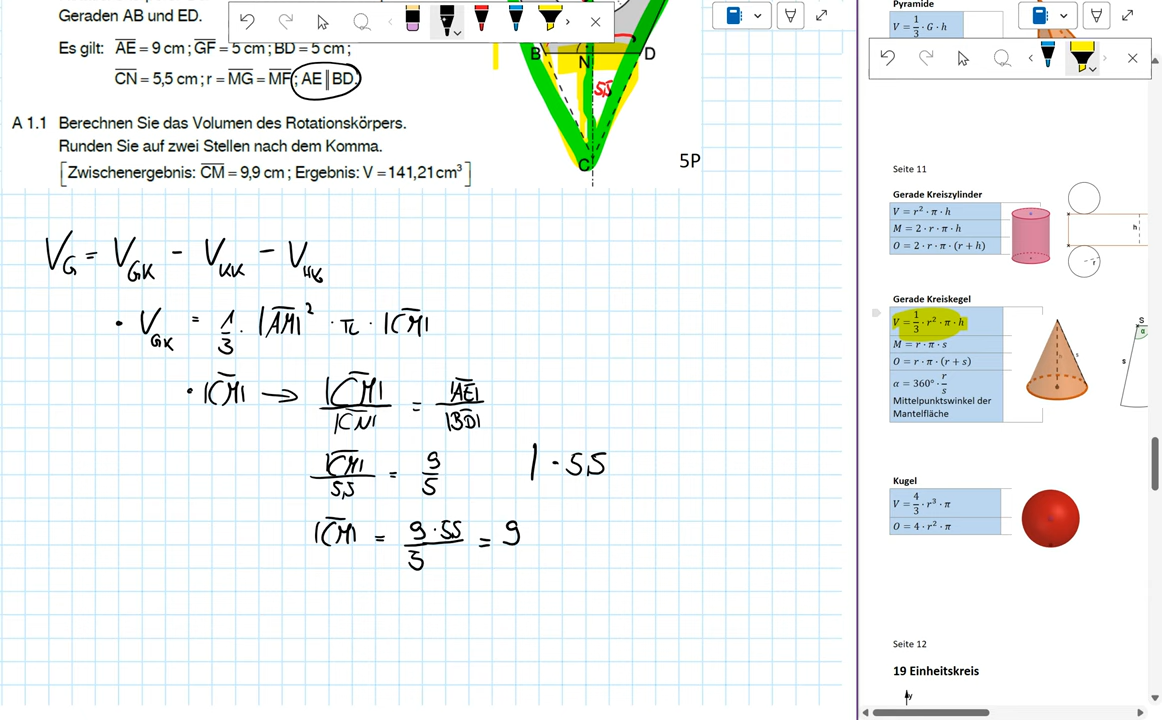 Geraden AB und ED.
Es gilt: AE = 9 cm ; GF = 5 cm ; BD = 5 cm ;
CN = 5,5 cm ; r = MG = MF ; AE ∥ BD.
B
N
D
5,5
C
5P
A 1.1 Berechnen Sie das Volumen des Rotationskörpers.
Runden Sie auf zwei Stellen nach dem Komma.
[Zwischenergebnis: CM = 9,9 cm ; Ergebnis: V = 141,21 cm³]
V_G = V_GK - V_KK - V_HK
· V_GK = 1/3 · |AM|² · π · |CM|
· |CM| → |CM|/|CN| = |AE|/|BD|
|CM|/5,5 = 9/5 | · 5,5
|CM| = 9·5,5/5 = 9
Pyramide
V = 1/3 · G · h
Seite 11
Gerade Kreiszylinder
V = r² · π · h
M = 2 · r · π · h
O = 2 · r · π · (r + h)
h
r
Gerade Kreiskegel
V = 1/3 · r² · π · h
M = r · π · s
O = r · π · (r + s)
α = 360° · r/s
Mittelpunktswinkel der
Mantelfläche
s
S
α
s
Kugel
V = 4/3 · r³ · π
O = 4 · r² · π
Seite 12
19 Einheitskreis
y